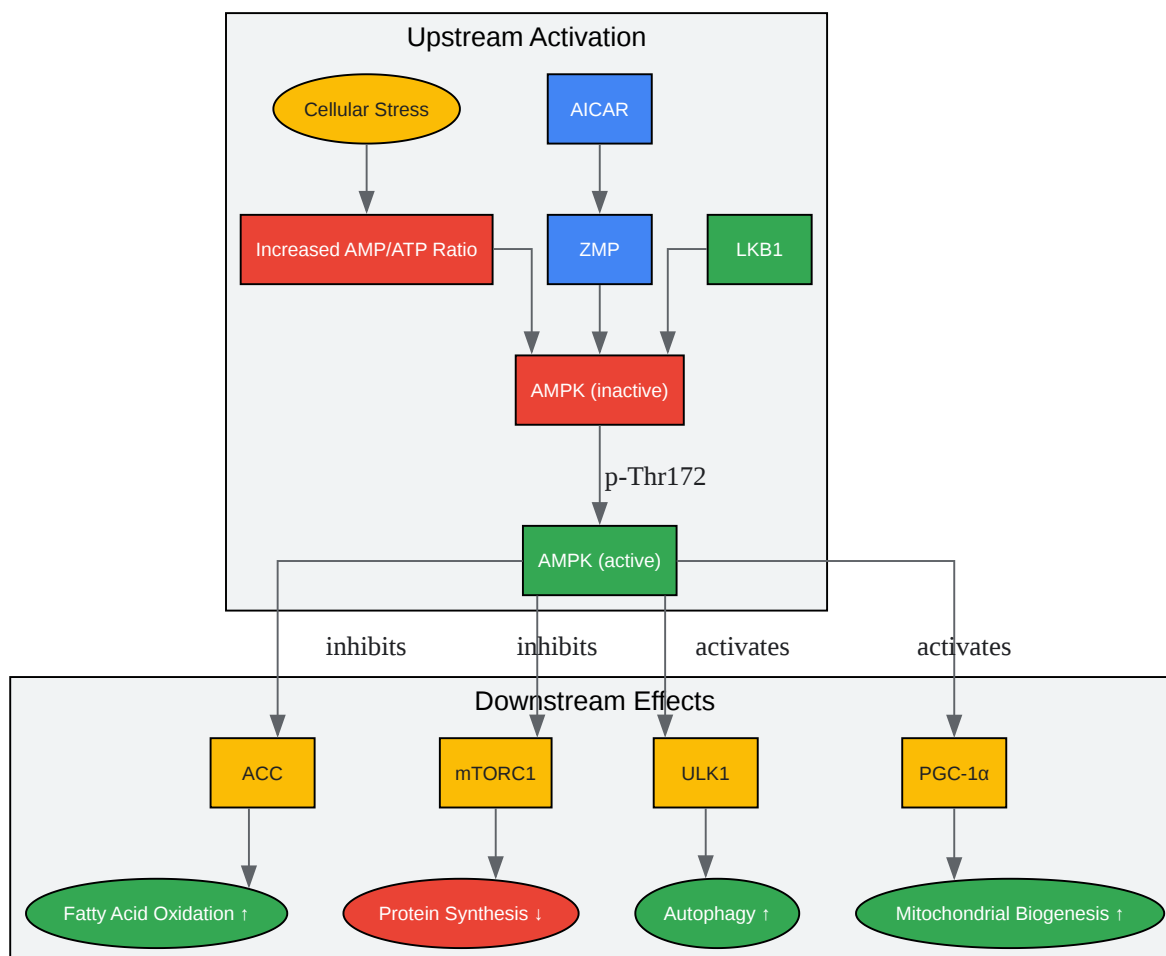 Upstream Activation
Cellular Stress
AICAR
Increased AMP/ATP Ratio
ZMP
LKB1
AMPK (inactive)
p-Thr172
AMPK (active)
inhibits
inhibits
activates
activates
Downstream Effects
ACC
mTORC1
ULK1
PGC-1α
Fatty Acid Oxidation ↑
Protein Synthesis ↓
Autophagy ↑
Mitochondrial Biogenesis ↑